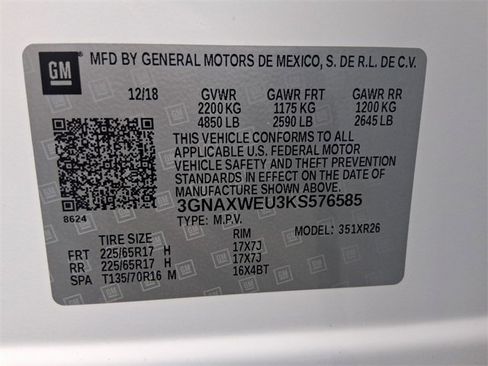 GM
MFD BY GENERAL MOTORS DE MEXICO, S. DE R.L. DE C.V.
12/18 GVWR GAWR FRT GAWR RR
2200 KG 1175 KG 1200 KG
4850 LB 2590 LB 2645 LB
THIS VEHICLE CONFORMS TO ALL
APPLICABLE U.S. FEDERAL MOTOR
VEHICLE SAFETY AND THEFT PREVENTION
STANDARDS IN EFFECT ON THE DATE OF
MANUFACTURE SHOWN ABOVE.
8624 3GNAXWEU3KS576585
TYPE: M.P.V. 351XR26
TIRE SIZE RIM
FRT 225/65R17 H 17X7J
RR 225/65R17 H 17X7J
SPA T135/70R16 M 16X4BT